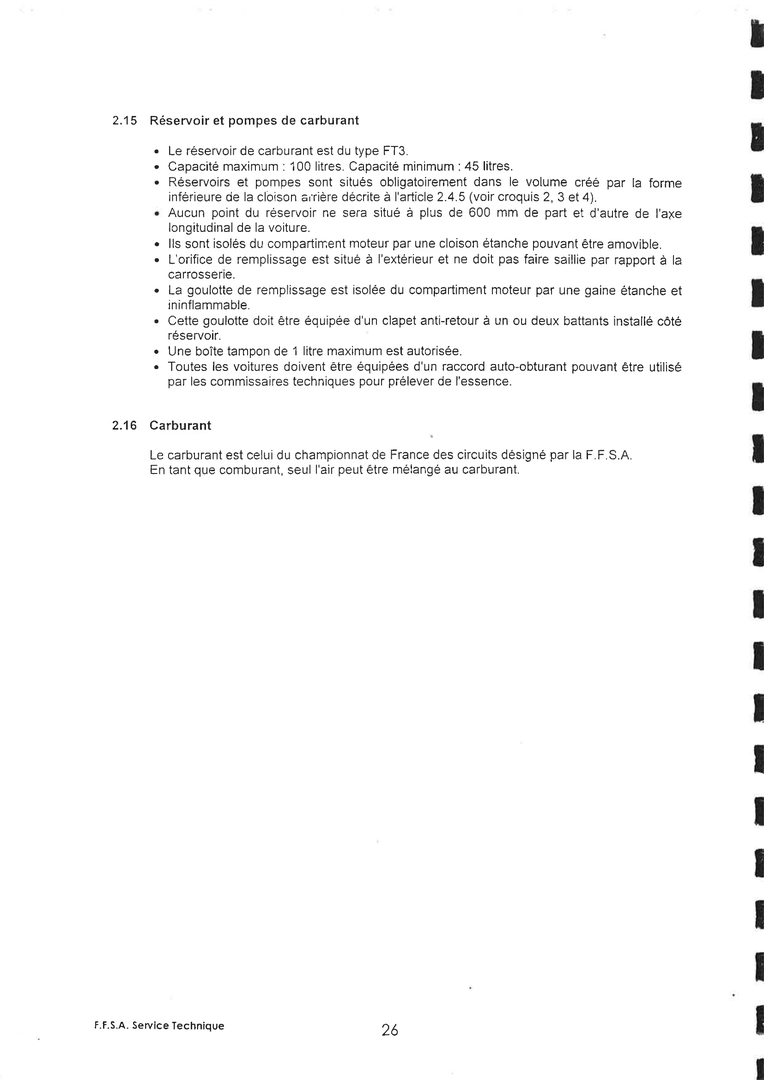 2.15 Réservoir et pompes de carburant
• Le réservoir de carburant est du type FT3.
• Capacité maximum : 100 litres. Capacité minimum : 45 litres.
• Réservoirs et pompes sont situés obligatoirement dans le volume créé par la forme
inférieure de la cloison arrière décrite à l'article 2.4.5 (voir croquis 2, 3 et 4).
• Aucun point du réservoir ne sera situé à plus de 600 mm de part et d'autre de l'axe
longitudinal de la voiture.
• Ils sont isolés du compartiment moteur par une cloison étanche pouvant être amovible.
• L'orifice de remplissage est situé à l'extérieur et ne doit pas faire saillie par rapport à la
carrosserie.
• La goulotte de remplissage est isolée du compartiment moteur par une gaine étanche et
ininflammable.
• Cette goulotte doit être équipée d'un clapet anti-retour à un ou deux battants installé côté
réservoir.
• Une boîte tampon de 1 litre maximum est autorisée.
• Toutes les voitures doivent être équipées d'un raccord auto-obturant pouvant être utilisé
par les commissaires techniques pour prélever de l'essence.
2.16 Carburant
Le carburant est celui du championnat de France des circuits désigné par la F.F.S.A.
En tant que comburant, seul l'air peut être mélangé au carburant.
F.F.S.A. Service Technique
26